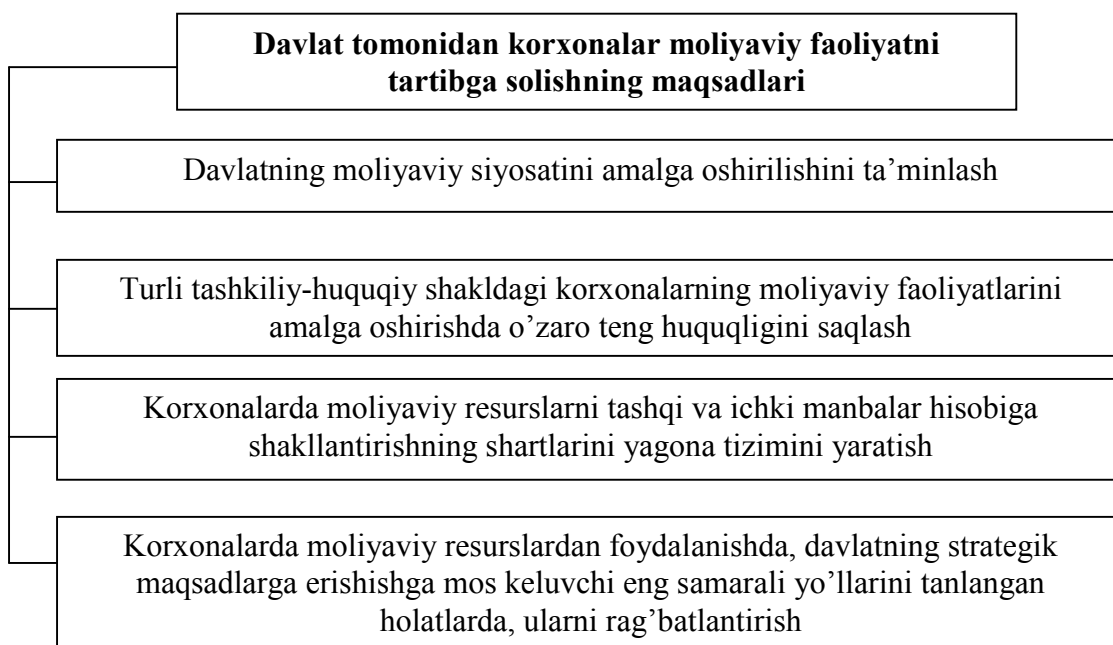 Davlat tomonidan korxonalar moliyaviy faoliyatni
tartibga solishning maqsadlari
Davlatning moliyaviy siyosatini amalga oshirilishini ta’minlash
Turli tashkiliy-huquqiy shakldagi korxonalarning moliyaviy faoliyatlarini
amalga oshirishda o’zaro teng huquqligini saqlash
Korxonalarda moliyaviy resurslarni tashqi va ichki manbalar hisobiga
shakllantirishning shartlarini yagona tizimini yaratish
Korxonalarda moliyaviy resurslardan foydalanishda, davlatning strategik
maqsadlarga erishishga mos keluvchi eng samarali yo’llarini tanlangan
holatlarda, ularni rag’batlantirish